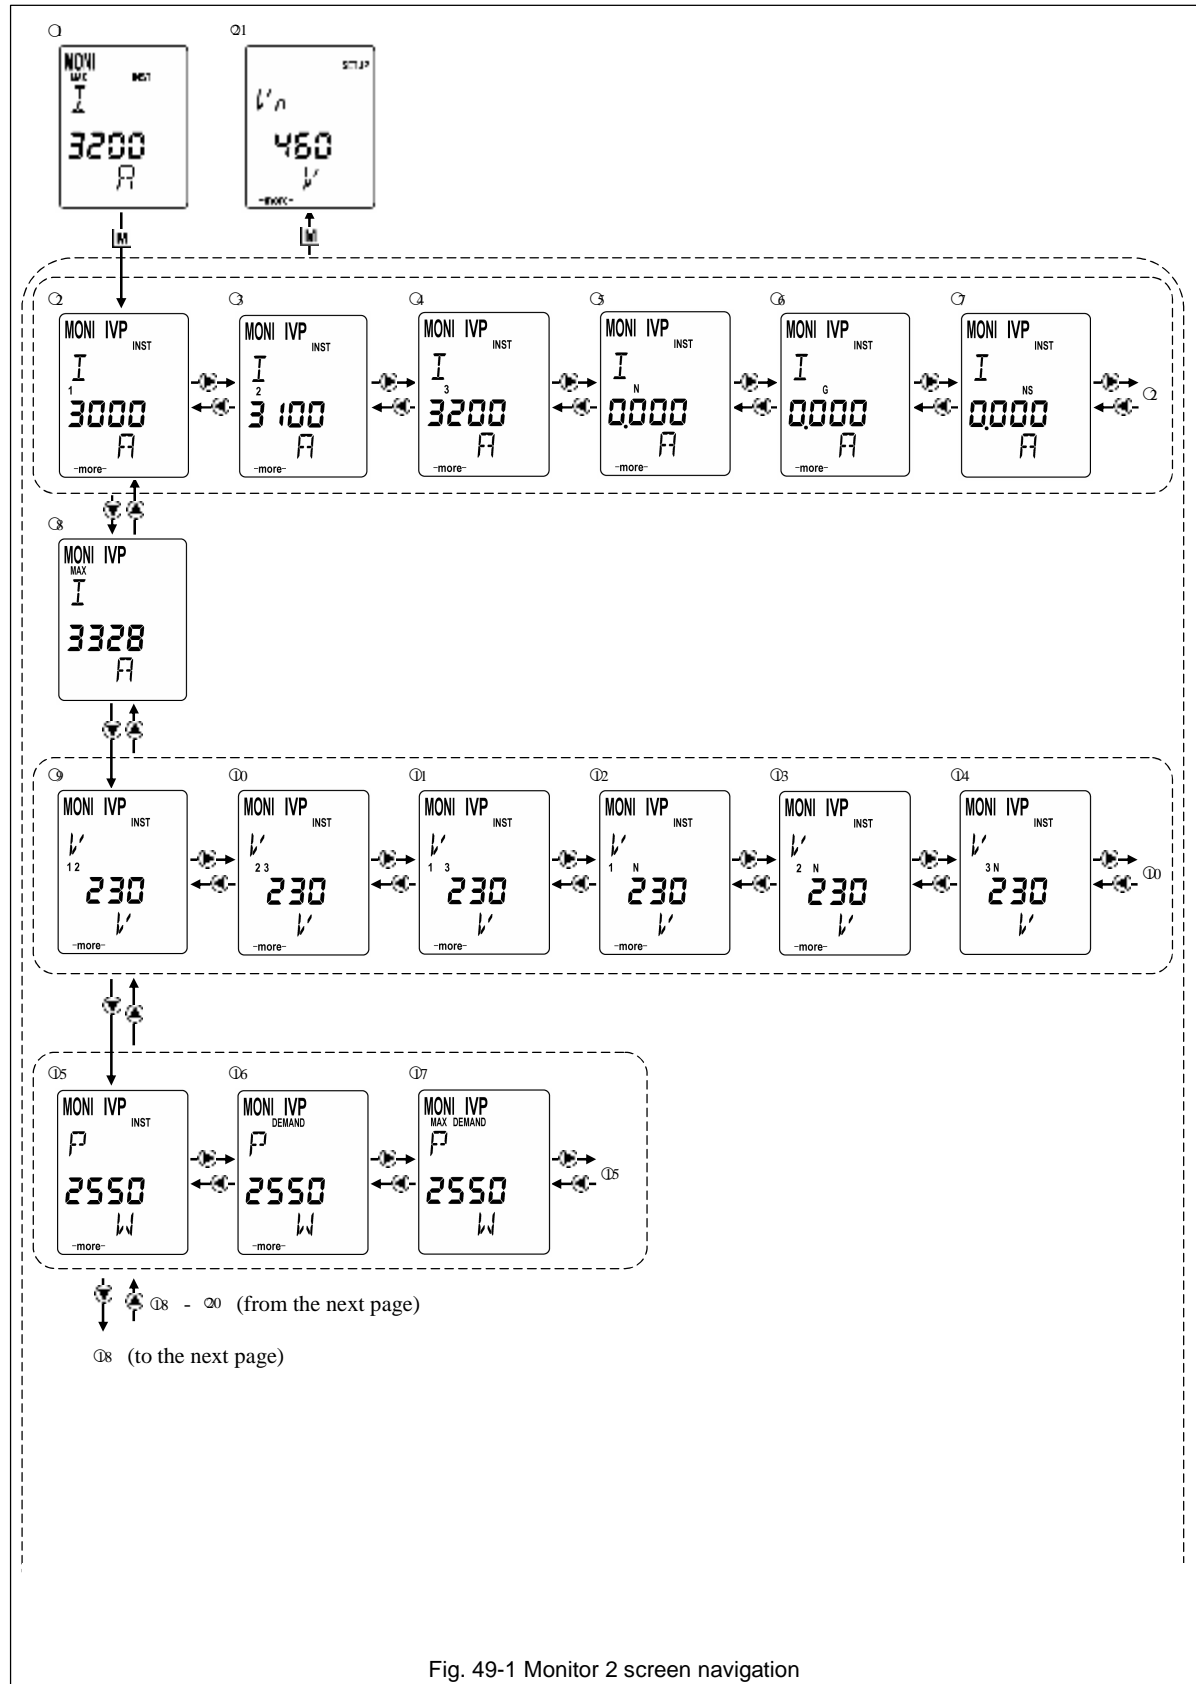 ① ㉑
MONI
MAX INST
I
3200
A
SETUP
Vn
460
V
-more-
M M
② ③ ④ ⑤ ⑥ ⑦
MONI IVP
INST
I
1
3000
A
-more-
MONI IVP
INST
I
2
3100
A
-more-
MONI IVP
INST
I
3
3200
A
-more-
MONI IVP
INST
I
N
0.000
A
-more-
MONI IVP
INST
I
G
0.000
A
-more-
MONI IVP
INST
I
NS
0.000
A
②
⑧
MONI IVP
MAX
I
3328
A
⑨ ⑩ ⑪ ⑫ ⑬ ⑭
MONI IVP
INST
V
1 2
230
V
-more-
MONI IVP
INST
V
2 3
230
V
-more-
MONI IVP
INST
V
1 3
230
V
-more-
MONI IVP
INST
V
1 N
230
V
-more-
MONI IVP
INST
V
2 N
230
V
-more-
MONI IVP
INST
V
3 N
230
V
⑩
⑮ ⑯ ⑰
MONI IVP
INST
P
2550
W
-more-
MONI IVP
DEMAND
P
2550
W
-more-
MONI IVP
MAX DEMAND
P
2550
W
⑮
⑱ - ⑳ (from the next page)
⑱ (to the next page)
Fig. 49-1 Monitor 2 screen navigation